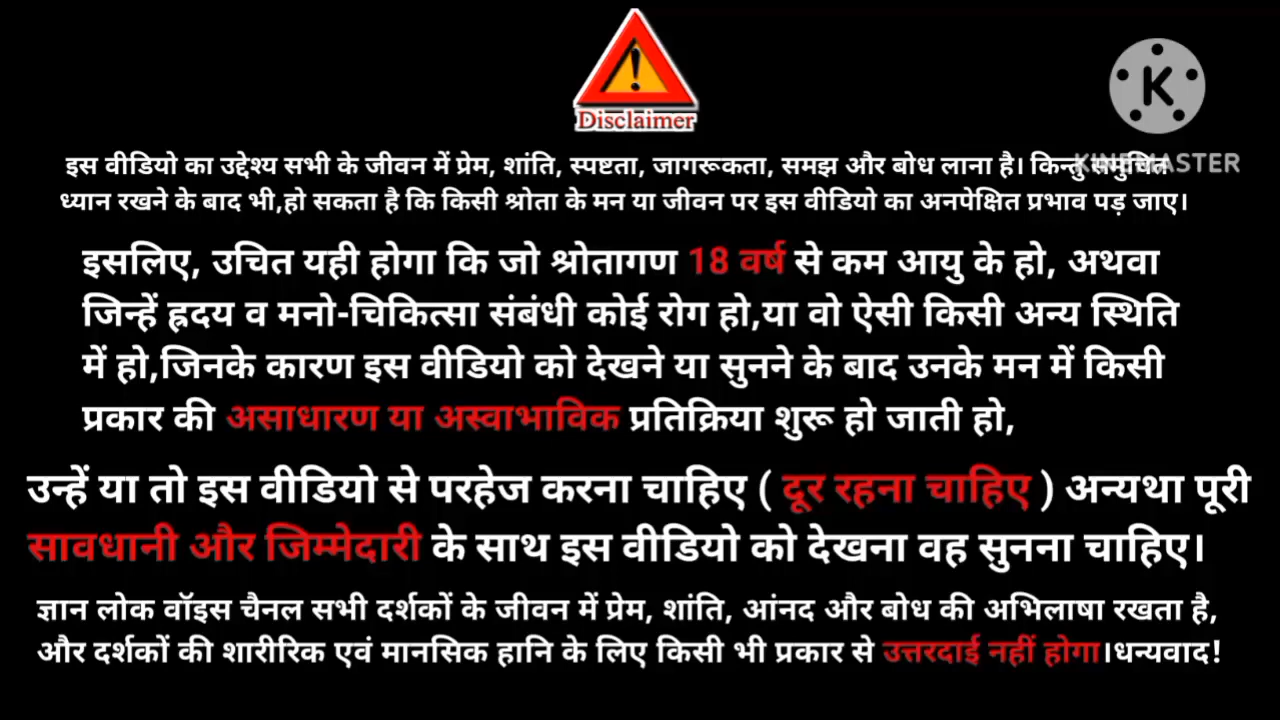 Disclaimer
K
KINEMASTER
इस वीडियो का उद्देश्य सभी के जीवन में प्रेम, शांति, स्पष्टता, जागरूकता, समझ और बोध लाना है। किन्तु समुचित
ध्यान रखने के बाद भी,हो सकता है कि किसी श्रोता के मन या जीवन पर इस वीडियो का अनपेक्षित प्रभाव पड़ जाए।
इसलिए, उचित यही होगा कि जो श्रोतागण 18 वर्ष से कम आयु के हो, अथवा
जिन्हें ह्रदय व मनो-चिकित्सा संबंधी कोई रोग हो,या वो ऐसी किसी अन्य स्थिति
में हो,जिनके कारण इस वीडियो को देखने या सुनने के बाद उनके मन में किसी
प्रकार की असाधारण या अस्वाभाविक प्रतिक्रिया शुरू हो जाती हो,
उन्हें या तो इस वीडियो से परहेज करना चाहिए ( दूर रहना चाहिए ) अन्यथा पूरी
सावधानी और जिम्मेदारी के साथ इस वीडियो को देखना वह सुनना चाहिए।
ज्ञान लोक वॉइस चैनल सभी दर्शकों के जीवन में प्रेम, शांति, आंनद और बोध की अभिलाषा रखता है,
और दर्शकों की शारीरिक एवं मानसिक हानि के लिए किसी भी प्रकार से उत्तरदाई नहीं होगा।धन्यवाद!